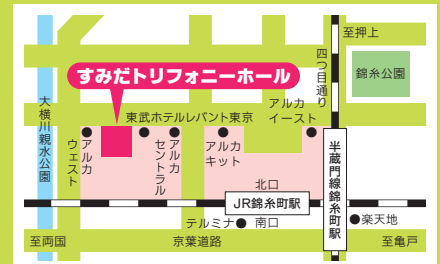 至押上
四つ目通り
錦糸公園
すみだトリフォニーホール
大横川親水公園
東武ホテルレバント東京
アルカ
イースト
アルカ
ウェスト
アルカ
セントラル
アルカ
キット
半蔵門線錦糸町駅
北口
JR錦糸町駅
テルミナ
南口
楽天地
至両国
京葉道路
至亀戸